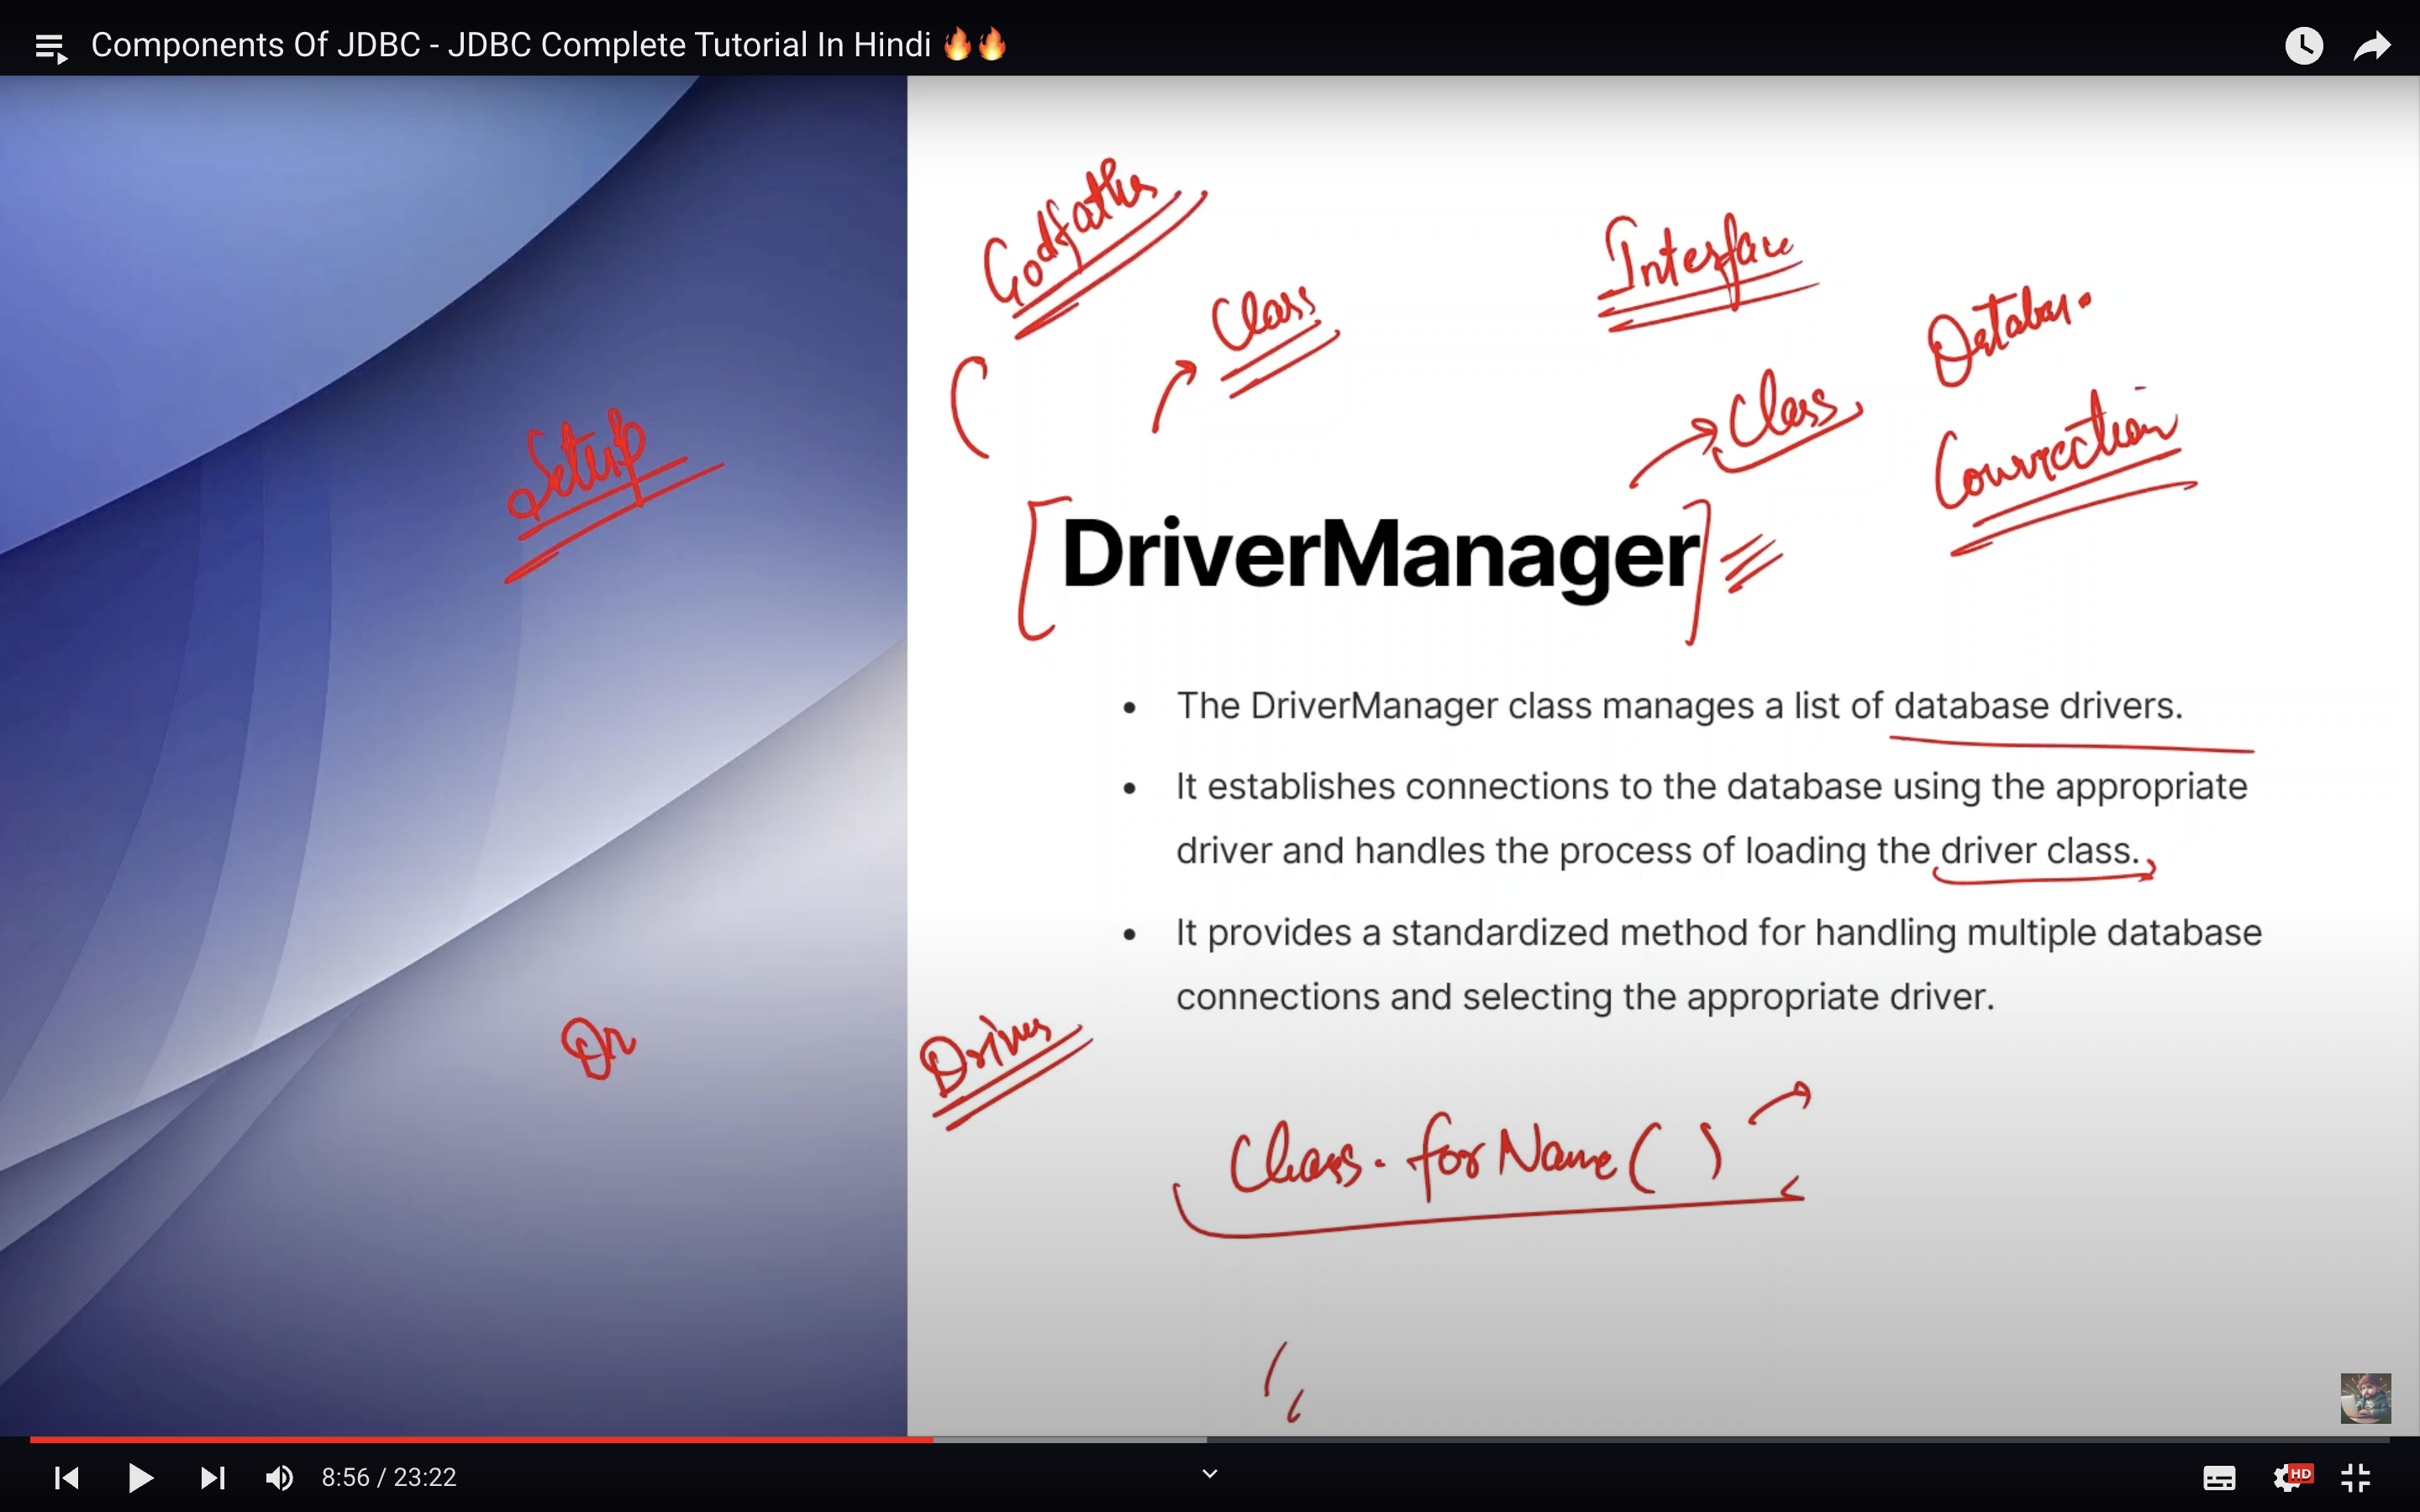 Components Of JDBC - JDBC Complete Tutorial In Hindi 🔥🔥
Godfather
Class
Interface
Class
Connection
Setup
DriverManager
The DriverManager class manages a list of database drivers.
It establishes connections to the database using the appropriate
driver and handles the process of loading the driver class.
It provides a standardized method for handling multiple database
connections and selecting the appropriate driver.
Dr
Class.forName( )
8:56 / 23:22
HD